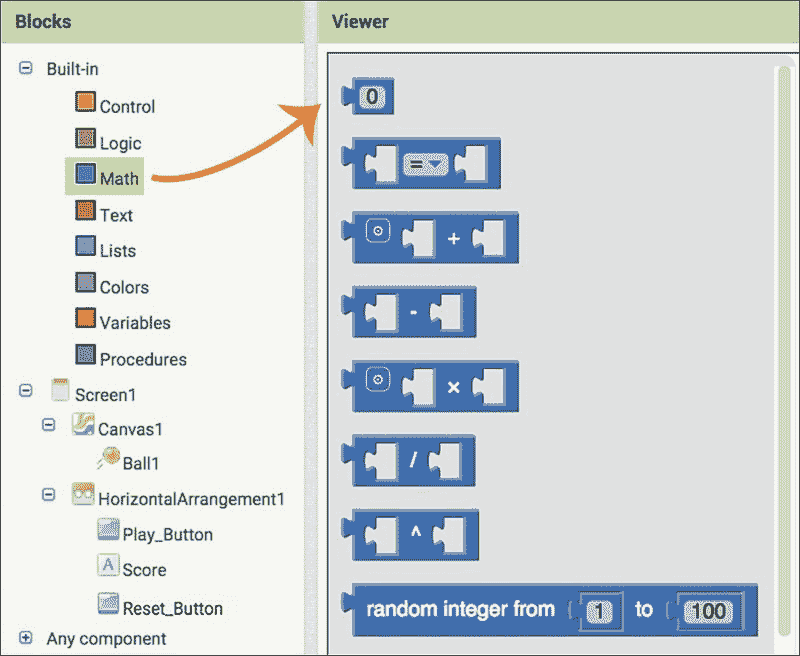 Blocks
Viewer
Built-in
Control
Logic
Math
Text
Lists
Colors
Variables
Procedures
Screen1
Canvas1
Ball1
HorizontalArrangement1
Play_Button
A
Score
Reset_Button
Any component
0
=
+
-
×
/
^
random integer from 1 to 100